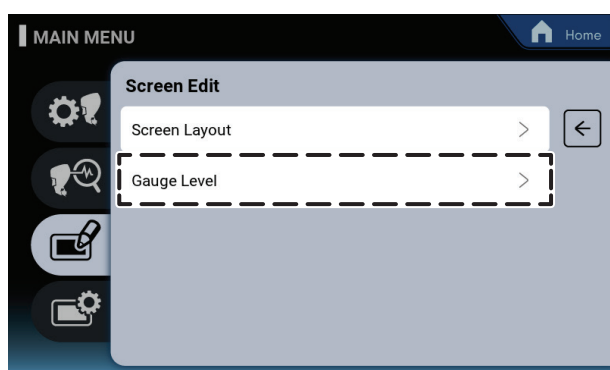 MAIN MENU
Home
Screen Edit
Screen Layout
Gauge Level